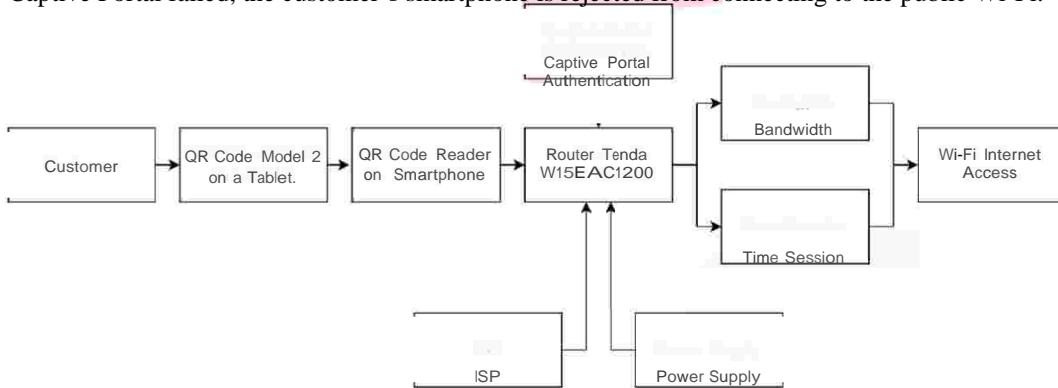 Captive Portal failed, the customer's smartphone is rejected from connecting to the public Wi-Fi.
Captive Portal
Authentication
Bandwidth
Customer
QR Code Model 2
on a Tablet.
QR Code Reader
on Smartphone
Router Tenda
W15EAC1200
Wi-Fi Internet
Access
Time Session
ISP
Power Supply